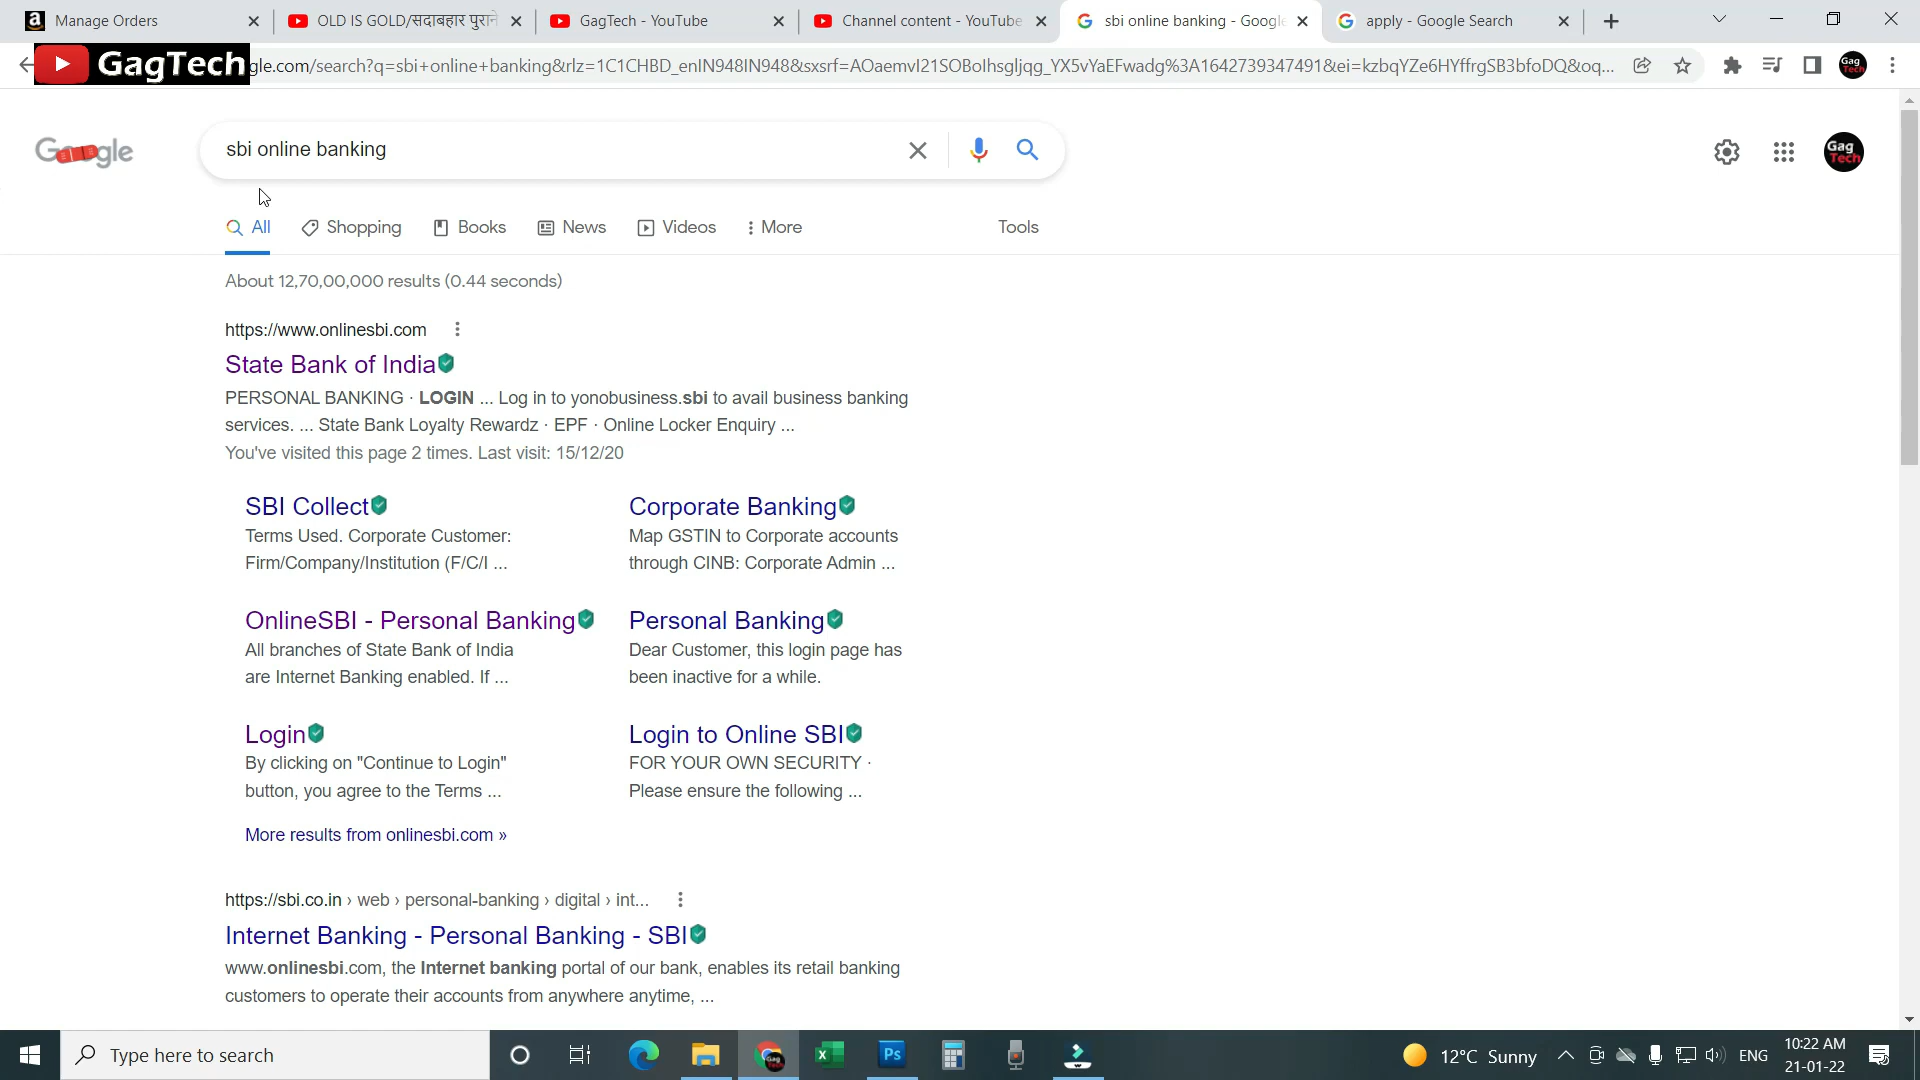 Manage Orders
OLD IS GOLD/सदाबहार पुराने
GagTech - YouTube
Channel content - YouTube
sbi online banking - Google
apply - Google Search
GagTech
gle.com/search?q=sbi+online+banking&rlz=1C1CHBD_enIN948IN948&sxsrf=AOaemvI21SOBoIhsgljqg_YX5vYaEFwadg%3A1642739347491&ei=kzbqYZe6HYffrgSB3bfoDQ&oq...
Gag Tech
Google
sbi online banking
Gag
Tech
All
Shopping
Books
News
Videos
More
Tools
About 12,70,00,000 results (0.44 seconds)
https://www.onlinesbi.com
State Bank of India
PERSONAL BANKING · LOGIN ... Log in to yonobusiness.sbi to avail business banking
services. ... State Bank Loyalty Rewardz · EPF · Online Locker Enquiry ...
You've visited this page 2 times. Last visit: 15/12/20
SBI Collect
Terms Used. Corporate Customer:
Firm/Company/Institution (F/C/I ...
Corporate Banking
Map GSTIN to Corporate accounts
through CINB: Corporate Admin ...
OnlineSBI - Personal Banking
All branches of State Bank of India
are Internet Banking enabled. If ...
Personal Banking
Dear Customer, this login page has
been inactive for a while.
Login
By clicking on "Continue to Login"
button, you agree to the Terms ...
Login to Online SBI
FOR YOUR OWN SECURITY ·
Please ensure the following ...
More results from onlinesbi.com »
https://sbi.co.in › web › personal-banking › digital › int...
Internet Banking - Personal Banking - SBI
www.onlinesbi.com, the Internet banking portal of our bank, enables its retail banking
customers to operate their accounts from anywhere anytime, ...
Type here to search
Ps
12°C Sunny
ENG
10:22 AM
21-01-22